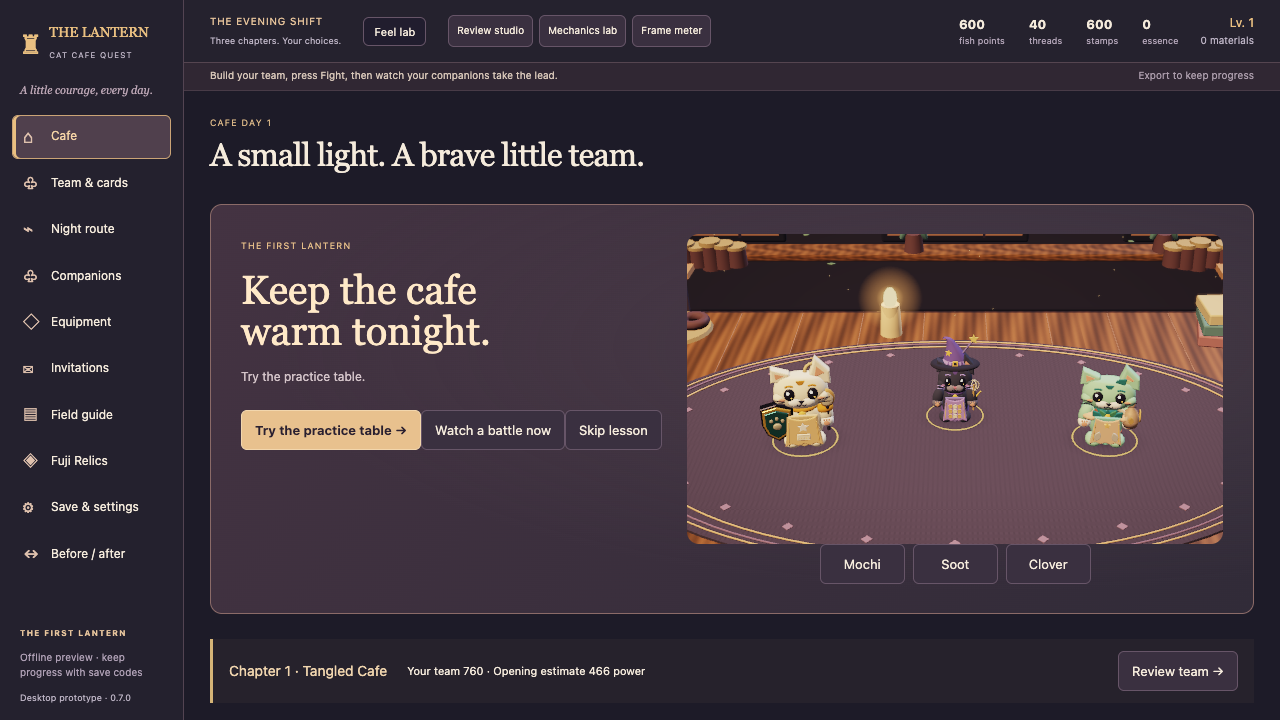 THE LANTERN
CAT CAFE QUEST
A little courage, every day.
Cafe
Team & cards
Night route
Companions
Equipment
Invitations
Field guide
Fuji Relics
Save & settings
Before / after
THE FIRST LANTERN
Offline preview · keep
progress with save codes
Desktop prototype · 0.7.0
THE EVENING SHIFT
Three chapters. Your choices.
Feel lab
Review studio
Mechanics lab
Frame meter
600
fish points
40
threads
600
stamps
0
essence
Lv. 1
0 materials
Build your team, press Fight, then watch your companions take the lead.
Export to keep progress
CAFE DAY 1
A small light. A brave little team.
THE FIRST LANTERN
Keep the cafe
warm tonight.
Try the practice table.
Try the practice table →
Watch a battle now
Skip lesson
Mochi
Soot
Clover
Chapter 1 · Tangled Cafe
Your team 760 · Opening estimate 466 power
Review team →